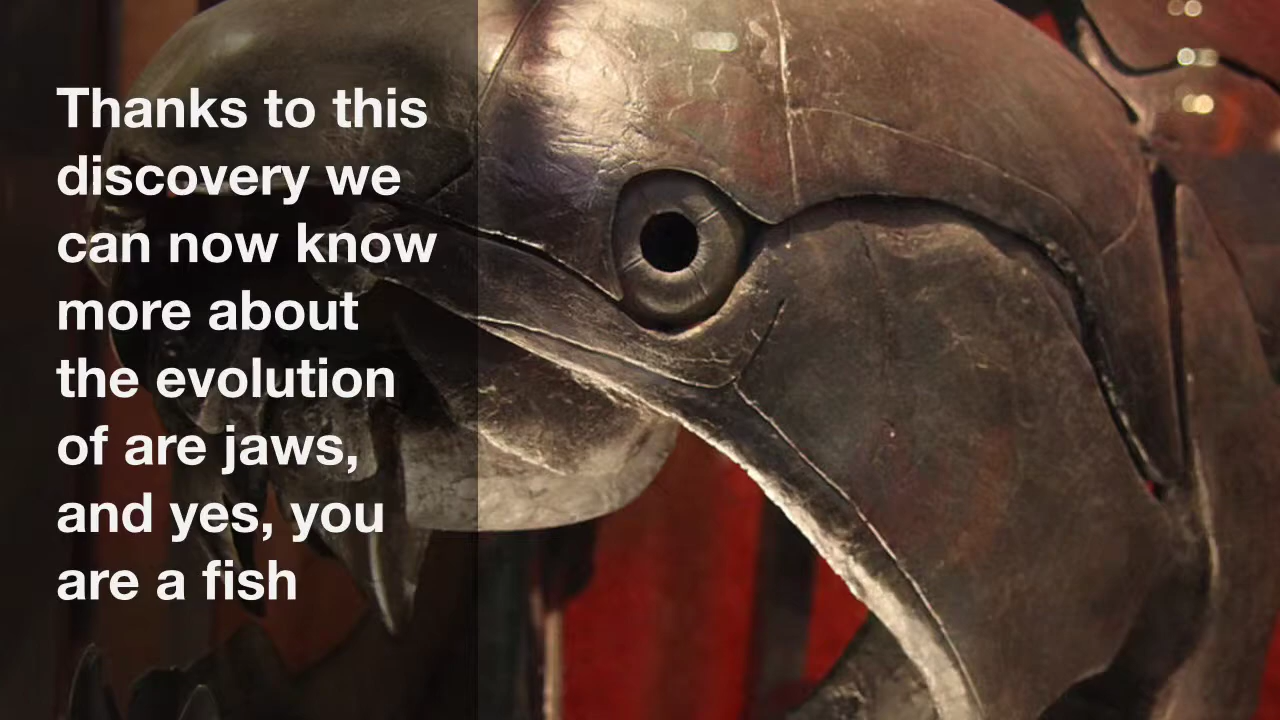 Thanks to this
discovery we
can now know
more about
the evolution
of are jaws,
and yes, you
are a fish